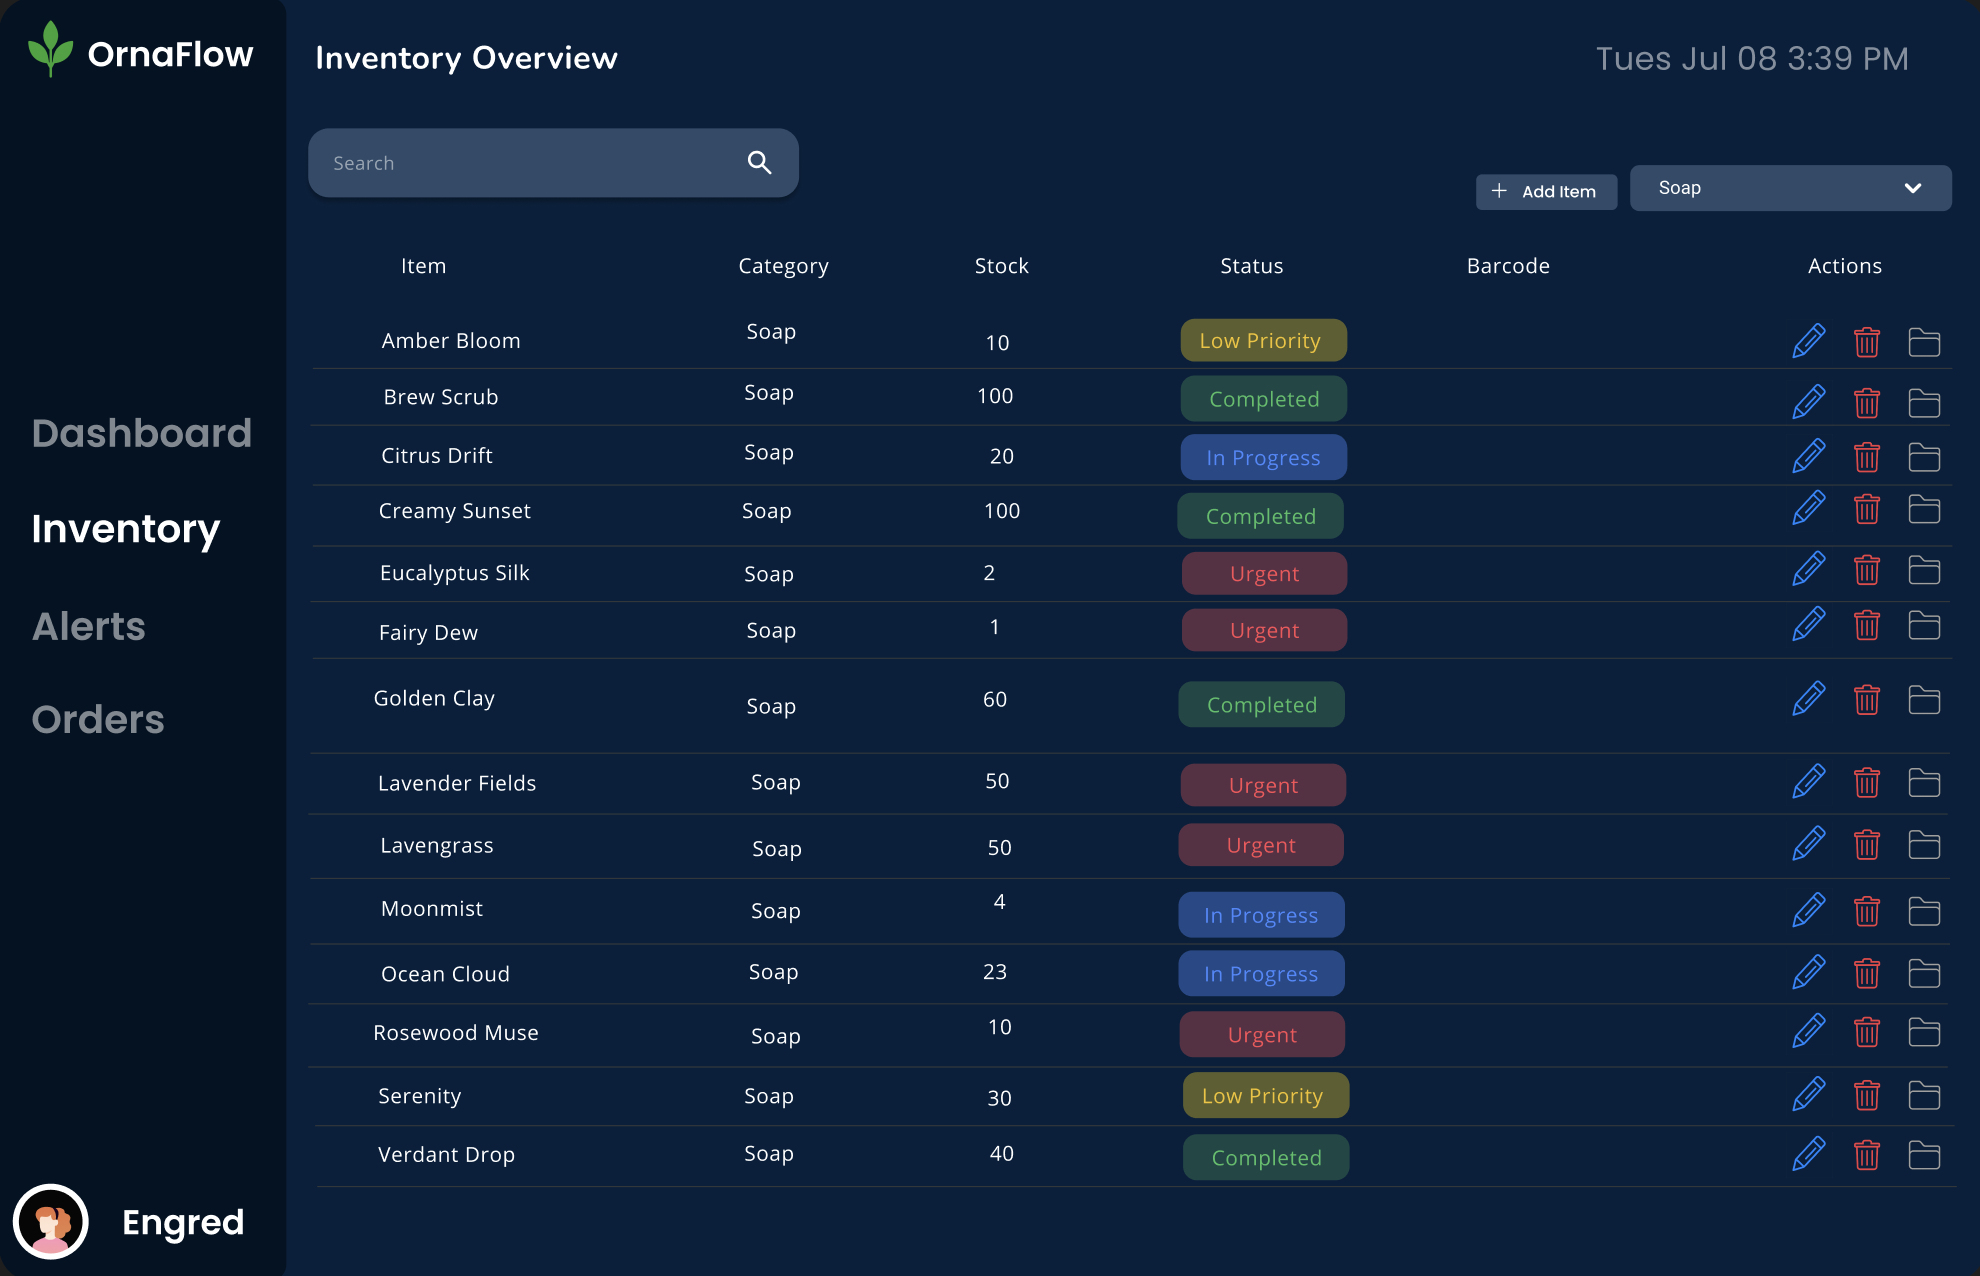 OrnaFlow
Inventory Overview
Tues Jul 08 3:39 PM
Search
+ Add Item
Soap
Item Category Stock Status Barcode Actions
Amber Bloom Soap 10 Low Priority
Brew Scrub Soap 100 Completed
Citrus Drift Soap 20 In Progress
Creamy Sunset Soap 100 Completed
Eucalyptus Silk Soap 2 Urgent
Fairy Dew Soap 1 Urgent
Golden Clay Soap 60 Completed
Lavender Fields Soap 50 Urgent
Lavengrass Soap 50 Urgent
Moonmist Soap 4 In Progress
Ocean Cloud Soap 23 In Progress
Rosewood Muse Soap 10 Urgent
Serenity Soap 30 Low Priority
Verdant Drop Soap 40 Completed
Dashboard
Inventory
Alerts
Orders
Engred